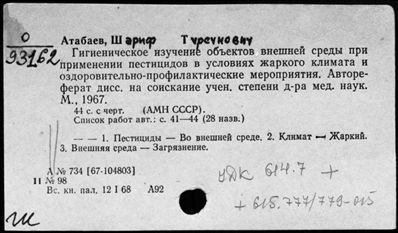 О
93162
Атабаев, Шариф Турсунович
Гигиеническое изучение объектов внешней среды при
применении пестицидов в условиях жаркого климата и
оздоровительно-профилактические мероприятия. Авторе-
ферат дисс. на соискание учен. степени д-ра мед. наук.
М., 1967.
44 с. с черт. (АМН СССР).
Список работ авт.: с. 41—44 (28 назв.)
— — 1. Пестициды — Во внешней среде. 2. Климат — Жаркий.
3. Внешняя среда — Загрязнение.
А № 734 [67-104803]
11 № 98
Вс. кн. пал. 12 I 68 А92
УДК 614.7 +
+ 615.777/779-015